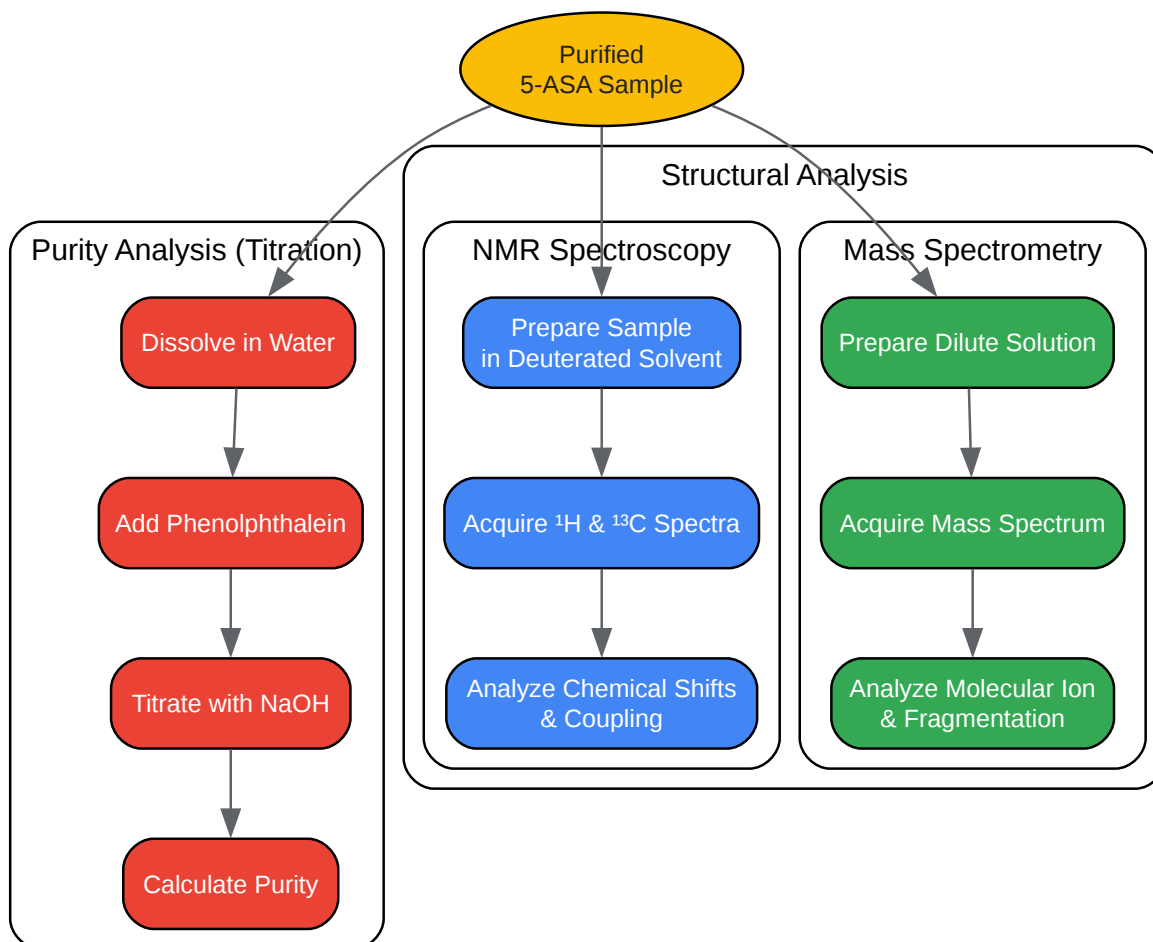 Purified
5-ASA Sample
Structural Analysis
Purity Analysis (Titration)
Dissolve in Water
Add Phenolphthalein
Titrate with NaOH
Calculate Purity
NMR Spectroscopy
Prepare Sample
in Deuterated Solvent
Acquire ¹H & ¹³C Spectra
Analyze Chemical Shifts
& Coupling
Mass Spectrometry
Prepare Dilute Solution
Acquire Mass Spectrum
Analyze Molecular Ion
& Fragmentation